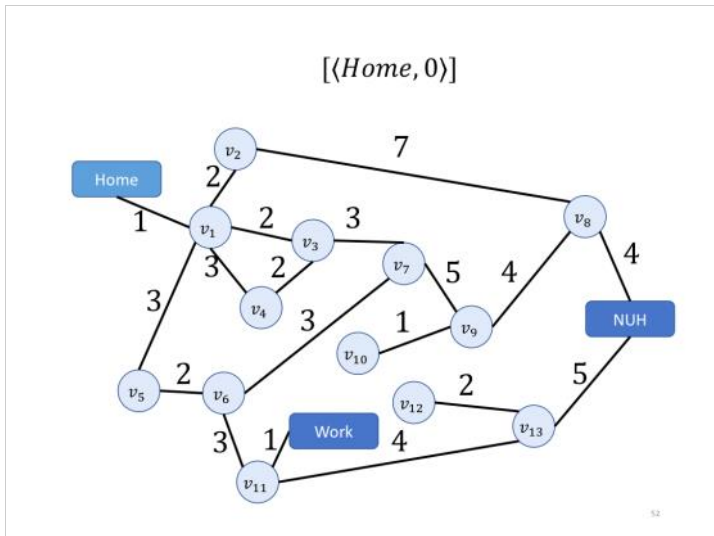 [⟨Home, 0⟩]
v₂
7
Home
2
1
v₁
2
v₃
3
v₈
3
2
v₇
5
4
4
v₄
3
3
v₉
NUH
1
v₁₀
2
5
v₅
v₆
v₁₂
2
v₁₃
3
1
Work
4
v₁₁
52